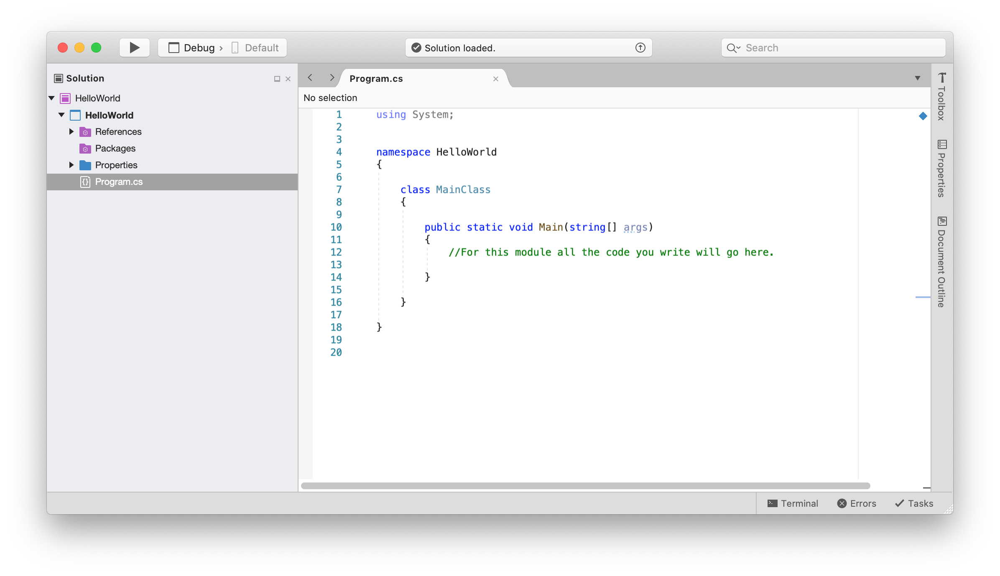 Debug › Default
Solution loaded.
Search
Solution
HelloWorld
HelloWorld
References
Packages
Properties
Program.cs
Program.cs
No selection
1 using System;
2
3
4 namespace HelloWorld
5 {
6
7 class MainClass
8 {
9
10 public static void Main(string[] args)
11 {
12 //For this module all the code you write will go here.
13
14 }
15
16 }
17
18 }
19
20
Toolbox
Properties
Document Outline
Terminal
Errors
Tasks